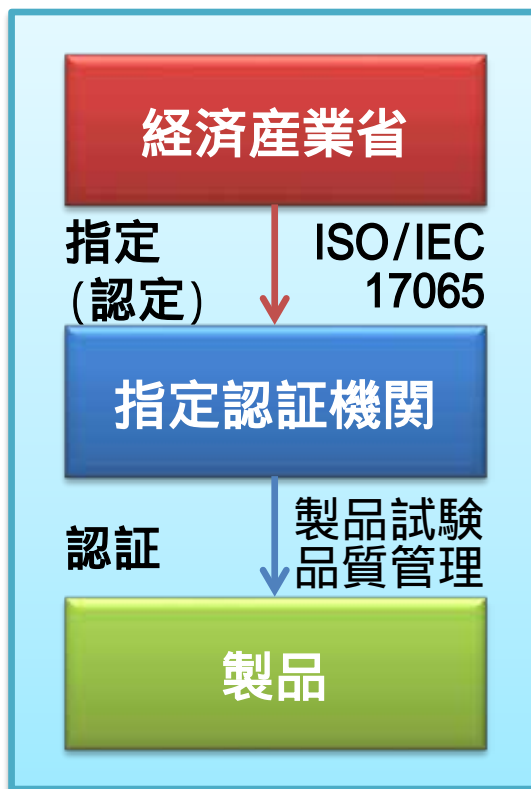 経済産業省
指定
(認定)
ISO/IEC
17065
指定認証機関
認証
製品試験
品質管理
製品